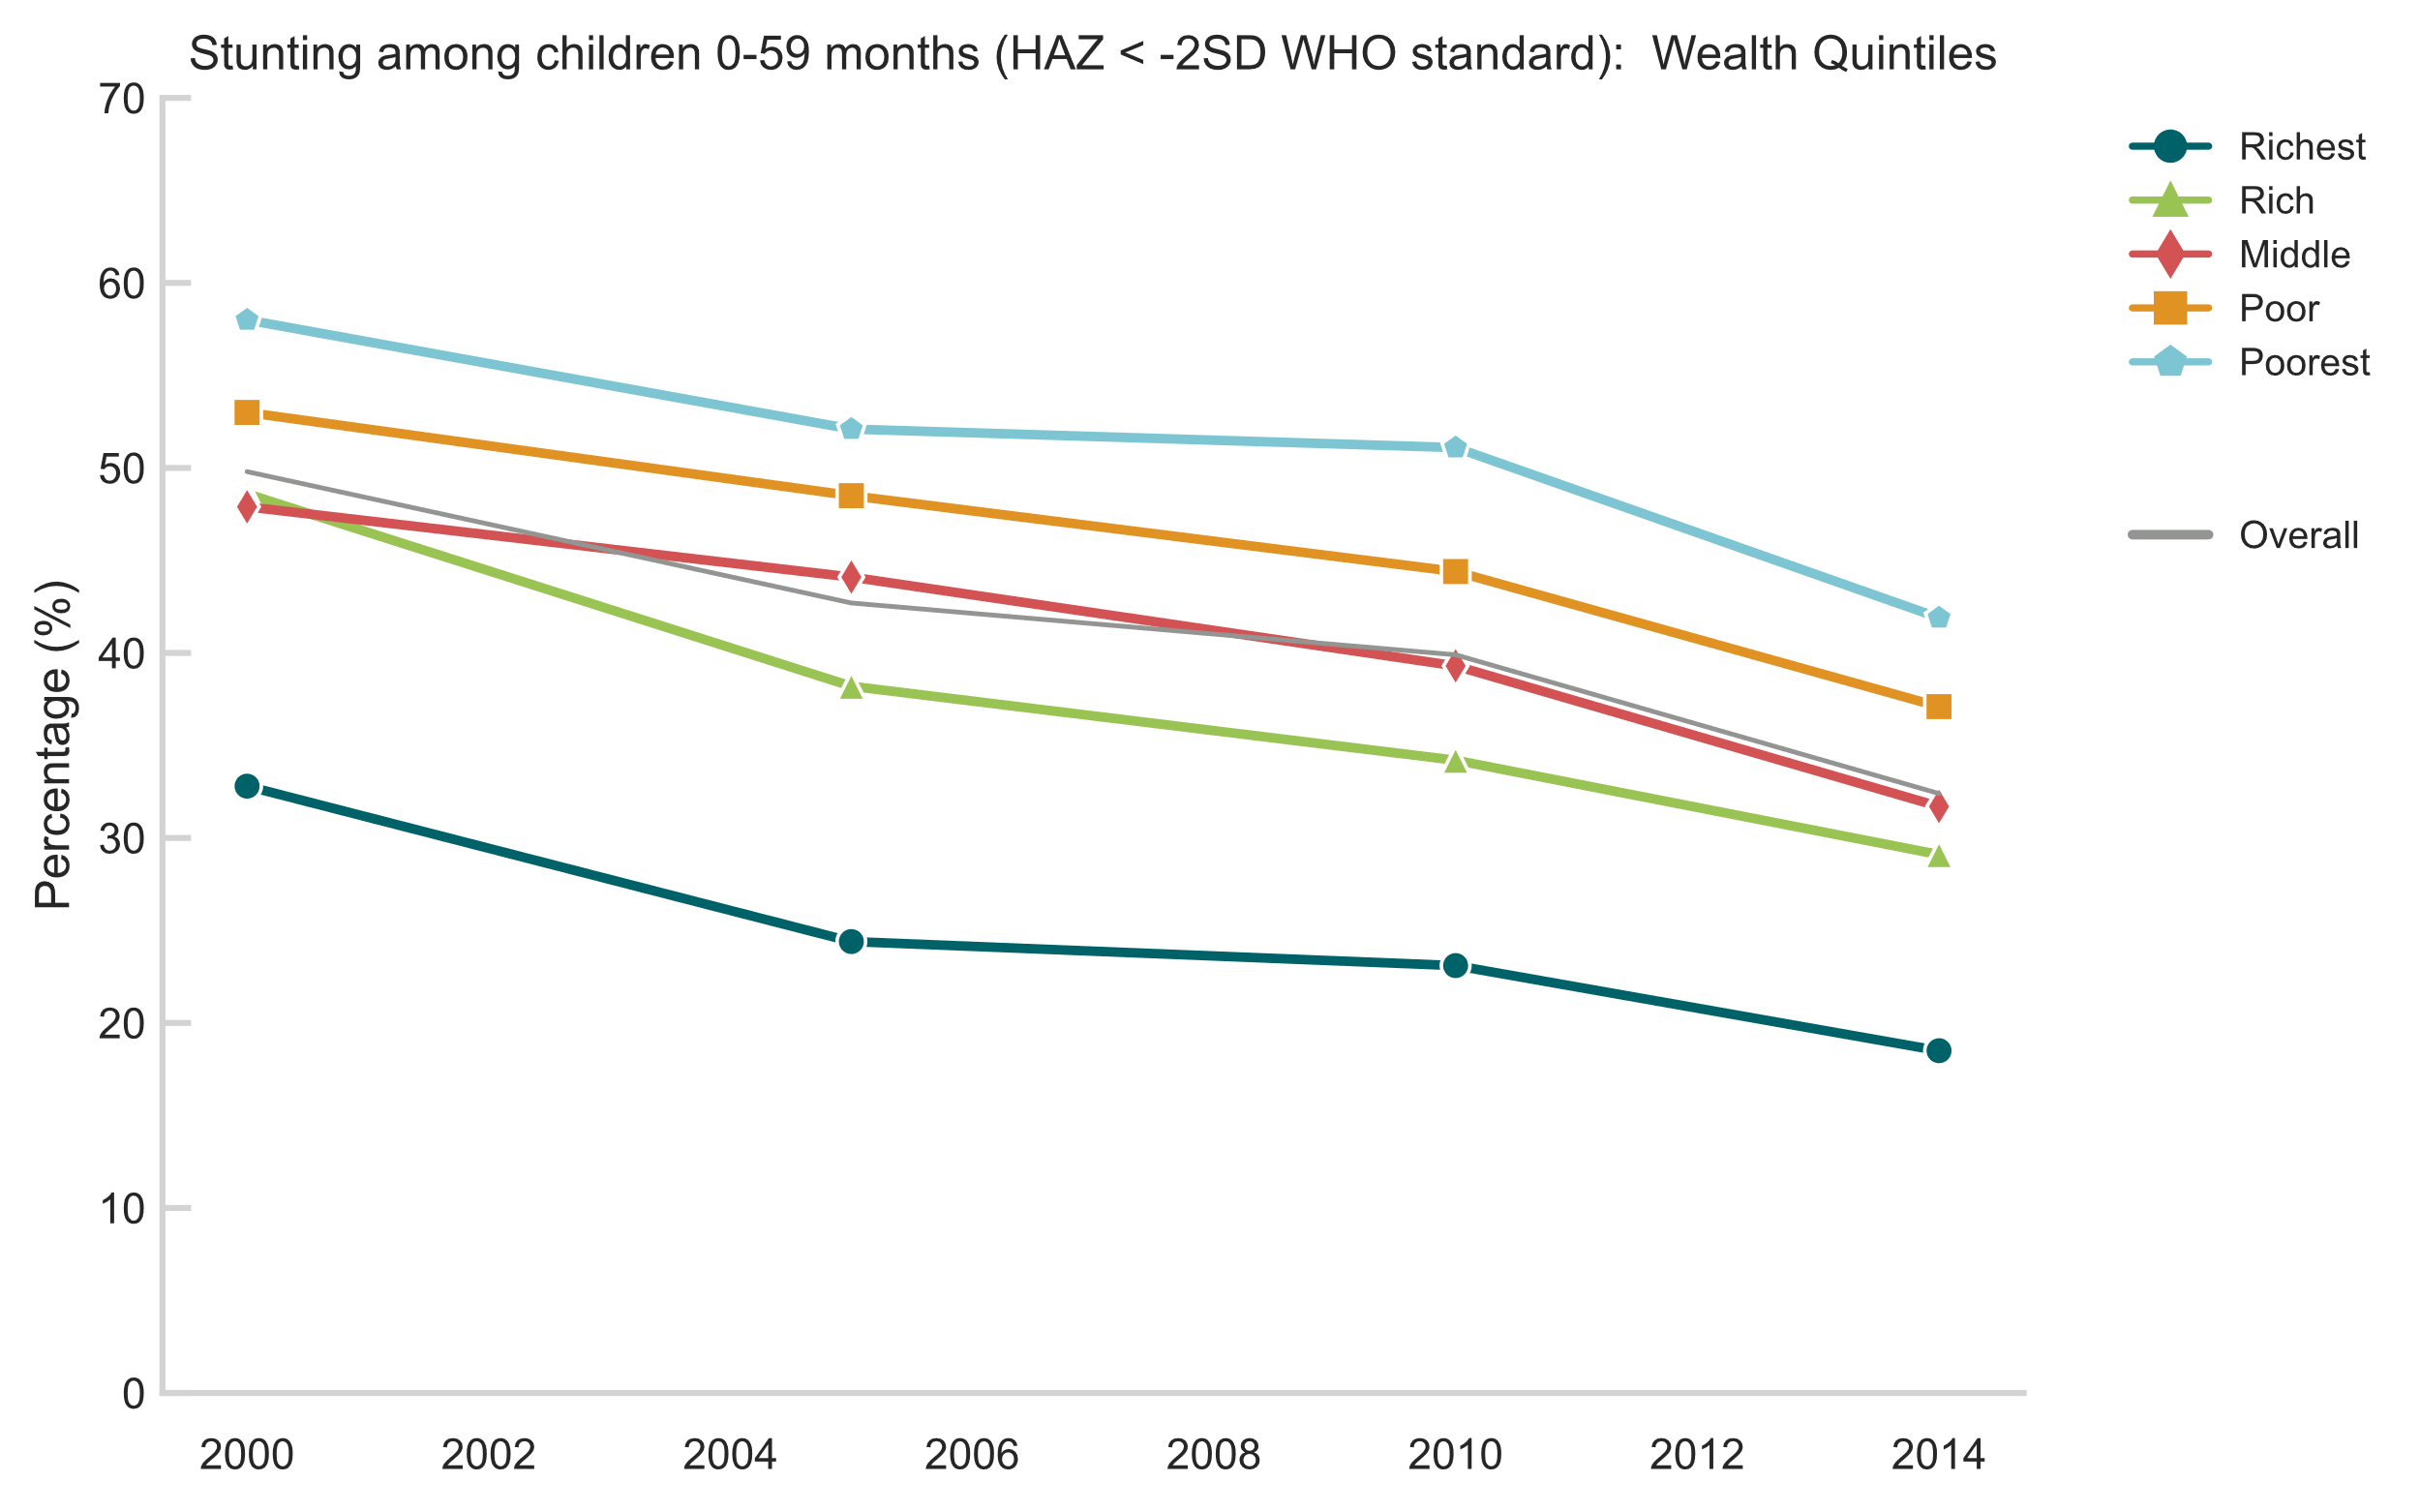 Stunting among children 0-59 months (HAZ < -2SD WHO standard):  Wealth Quintiles
70
60
50
40
30
20
10
0
Percentage (%)
2000 2002 2004 2006 2008 2010 2012 2014
Richest
Rich
Middle
Poor
Poorest
Overall